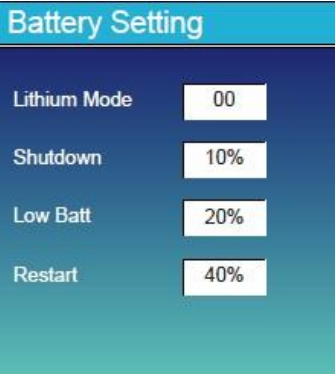 Battery Setting
Lithium Mode 00
Shutdown 10%
Low Batt 20%
Restart 40%